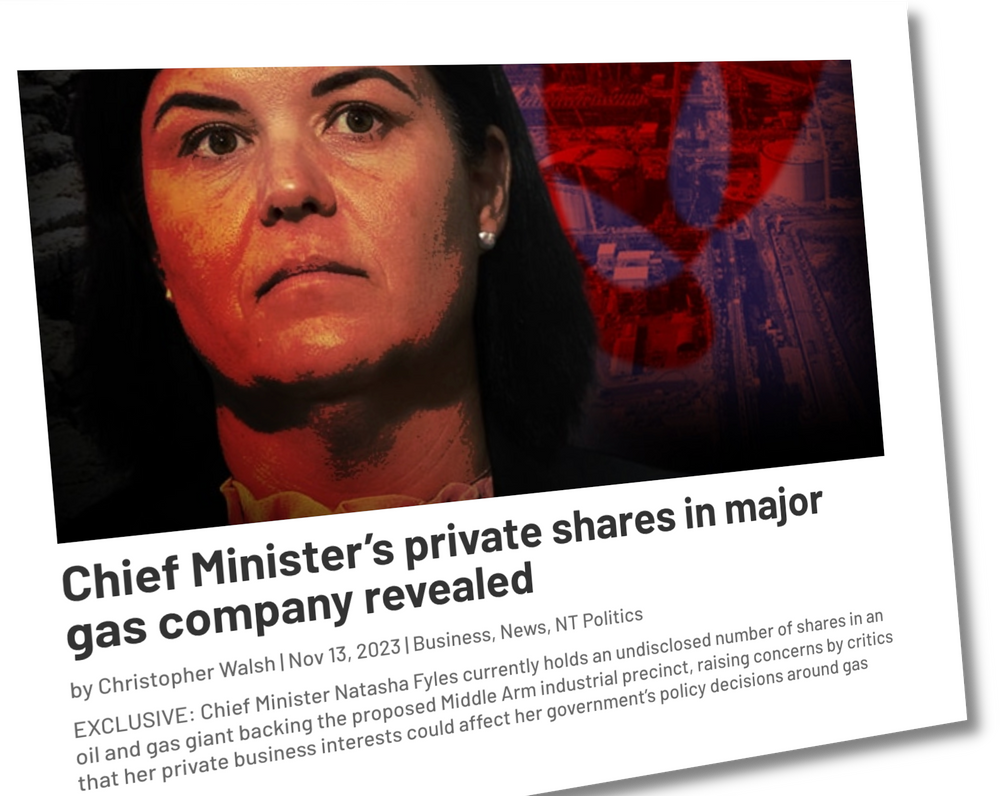 Chief Minister’s private shares in major
gas company revealed
by Christopher Walsh | Nov 13, 2023 | Business, News, NT Politics
EXCLUSIVE: Chief Minister Natasha Fyles currently holds an undisclosed number of shares in an
oil and gas giant backing the proposed Middle Arm industrial precinct, raising concerns by critics
that her private business interests could affect her government’s policy decisions around gas